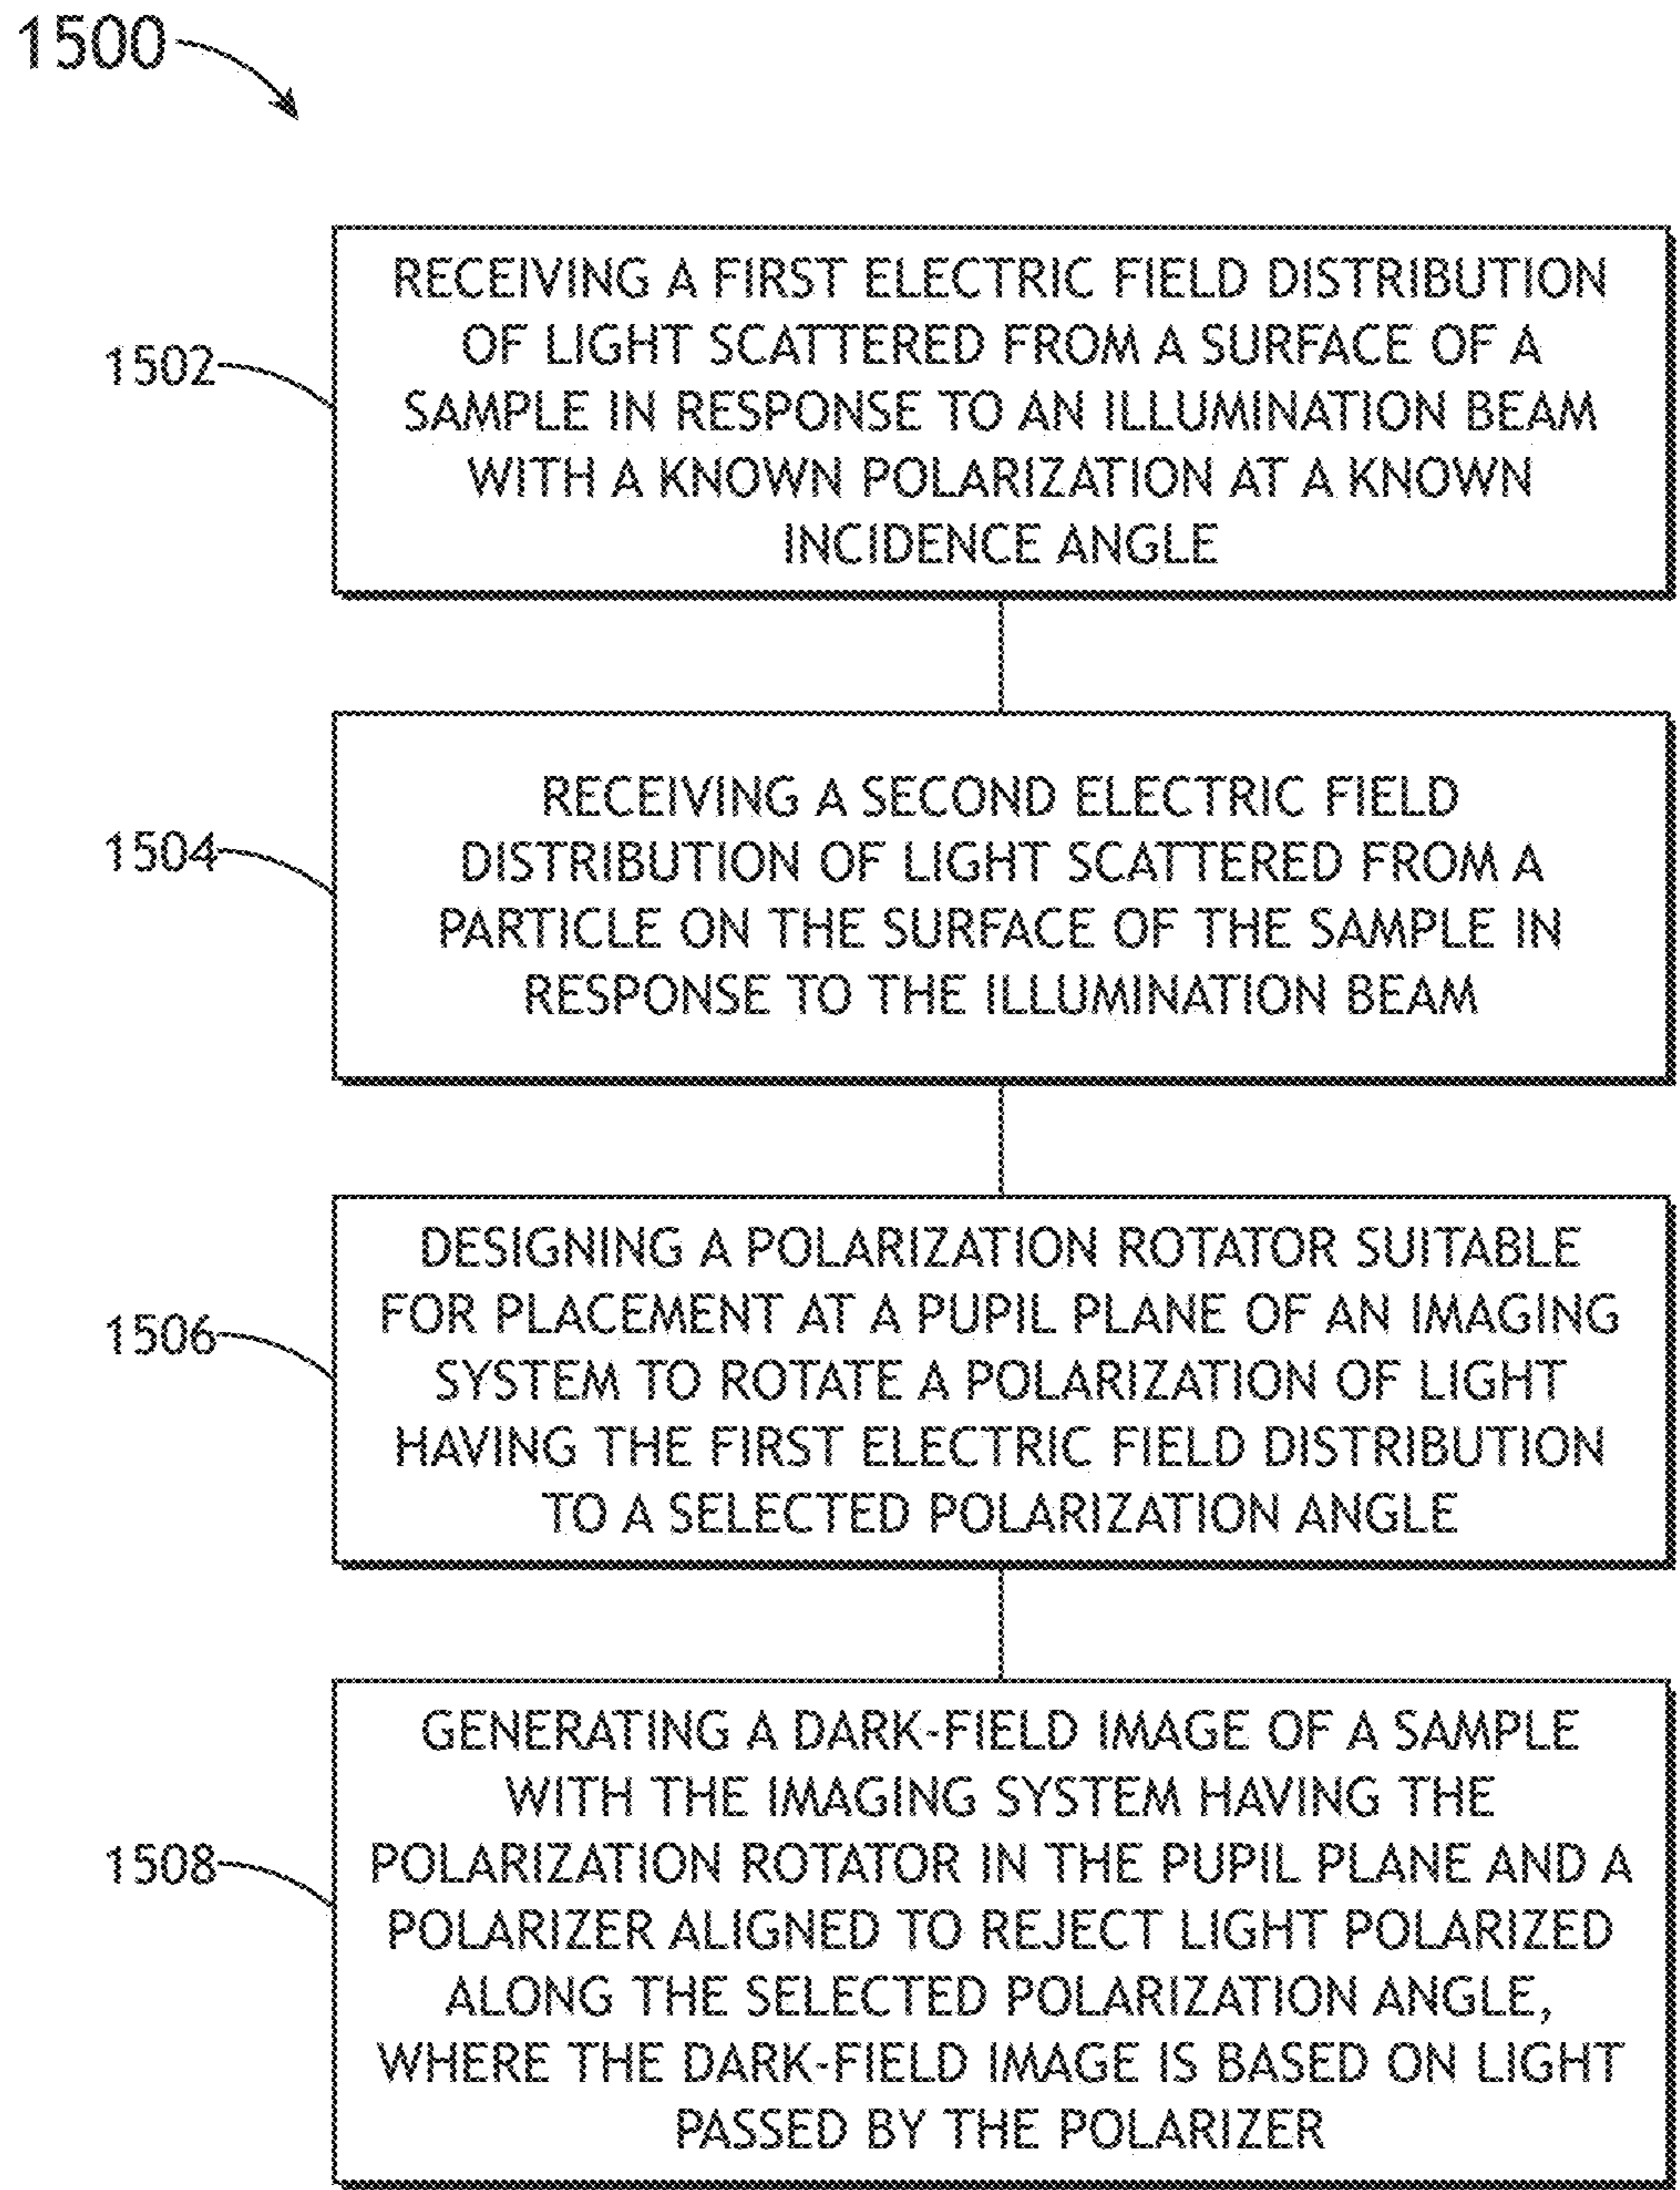 1500
1502
RECEIVING A FIRST ELECTRIC FIELD DISTRIBUTION
OF LIGHT SCATTERED FROM A SURFACE OF A
SAMPLE IN RESPONSE TO AN ILLUMINATION BEAM
WITH A KNOWN POLARIZATION AT A KNOWN
INCIDENCE ANGLE
1504
RECEIVING A SECOND ELECTRIC FIELD
DISTRIBUTION OF LIGHT SCATTERED FROM A
PARTICLE ON THE SURFACE OF THE SAMPLE IN
RESPONSE TO THE ILLUMINATION BEAM
1506
DESIGNING A POLARIZATION ROTATOR SUITABLE
FOR PLACEMENT AT A PUPIL PLANE OF AN IMAGING
SYSTEM TO ROTATE A POLARIZATION OF LIGHT
HAVING THE FIRST ELECTRIC FIELD DISTRIBUTION
TO A SELECTED POLARIZATION ANGLE
1508
GENERATING A DARK-FIELD IMAGE OF A SAMPLE
WITH THE IMAGING SYSTEM HAVING THE
POLARIZATION ROTATOR IN THE PUPIL PLANE AND A
POLARIZER ALIGNED TO REJECT LIGHT POLARIZED
ALONG THE SELECTED POLARIZATION ANGLE,
WHERE THE DARK-FIELD IMAGE IS BASED ON LIGHT
PASSED BY THE POLARIZER